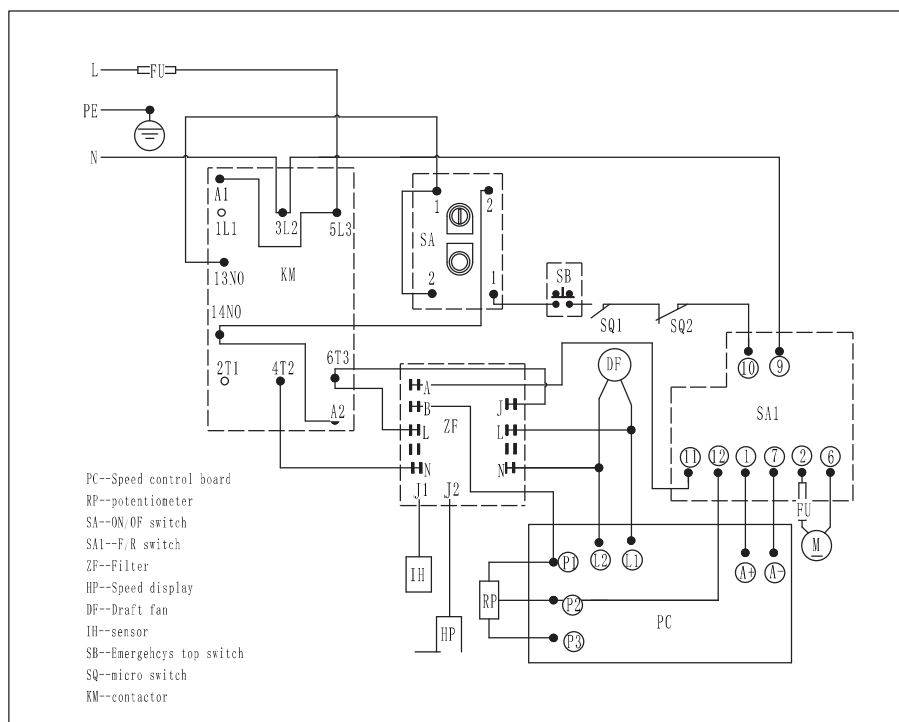 L
FU
PE
N
A1
1L1
3L2
5L3
13NO
KM
14NO
2T1
4T2
6T3
A2
1
2
SA
2
1
SB
SQ1
SQ2
DF
10
9
SA1
11
12
1
7
2
6
FU
M
A
B
J
L
ZF
L
N
N
J1
J2
IH
HP
P1
L2
L1
A+
A-
RP
P2
PC
P3
PC--Speed control board
RP--potentiometer
SA--ON/OF switch
SA1--F/R switch
ZF--Filter
HP--Speed display
DF--Draft fan
IH--sensor
SB--Emergehcys top switch
SQ--micro switch
KM--contactor